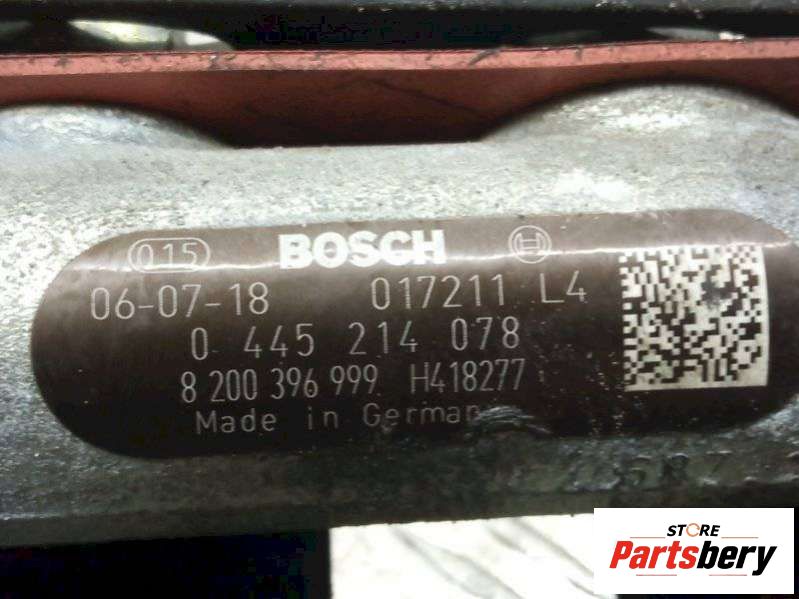 015 BOSCH H
06-07-18 017211 L4
0 445 214 078
8 200 396 999 H418277
Made in German
STORE
Partsbery